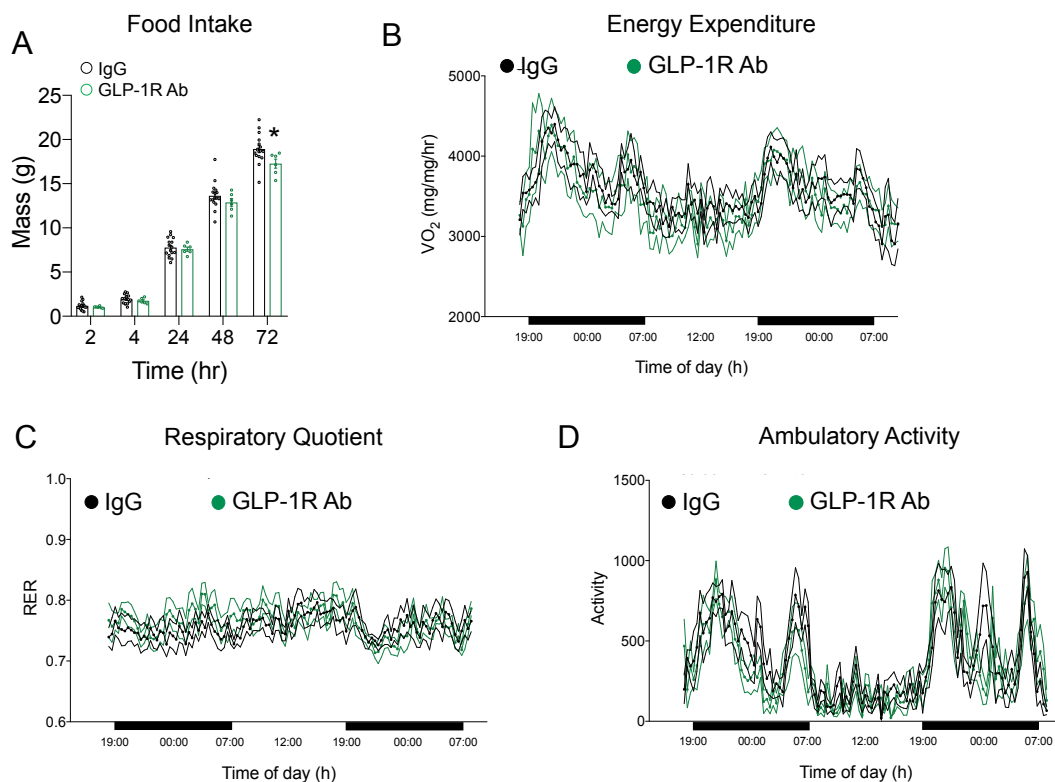 A
Food Intake
IgG
GLP-1R Ab
25
20
15
10
5
0
*
Mass (g)
2 4 24 48 72
Time (hr)
B
Energy Expenditure
IgG GLP-1R Ab
5000
4000
3000
2000
VO2 (mg/mg/hr)
19:00 00:00 07:00 12:00 19:00 00:00 07:00
Time of day (h)
C
Respiratory Quotient
IgG GLP-1R Ab
1.0
0.9
0.8
0.7
0.6
RER
19:00 00:00 07:00 12:00 19:00 00:00 07:00
Time of day (h)
D
Ambulatory Activity
IgG GLP-1R Ab
1500
1000
500
0
Activity
19:00 00:00 07:00 12:00 19:00 00:00 07:00
Time of day (h)